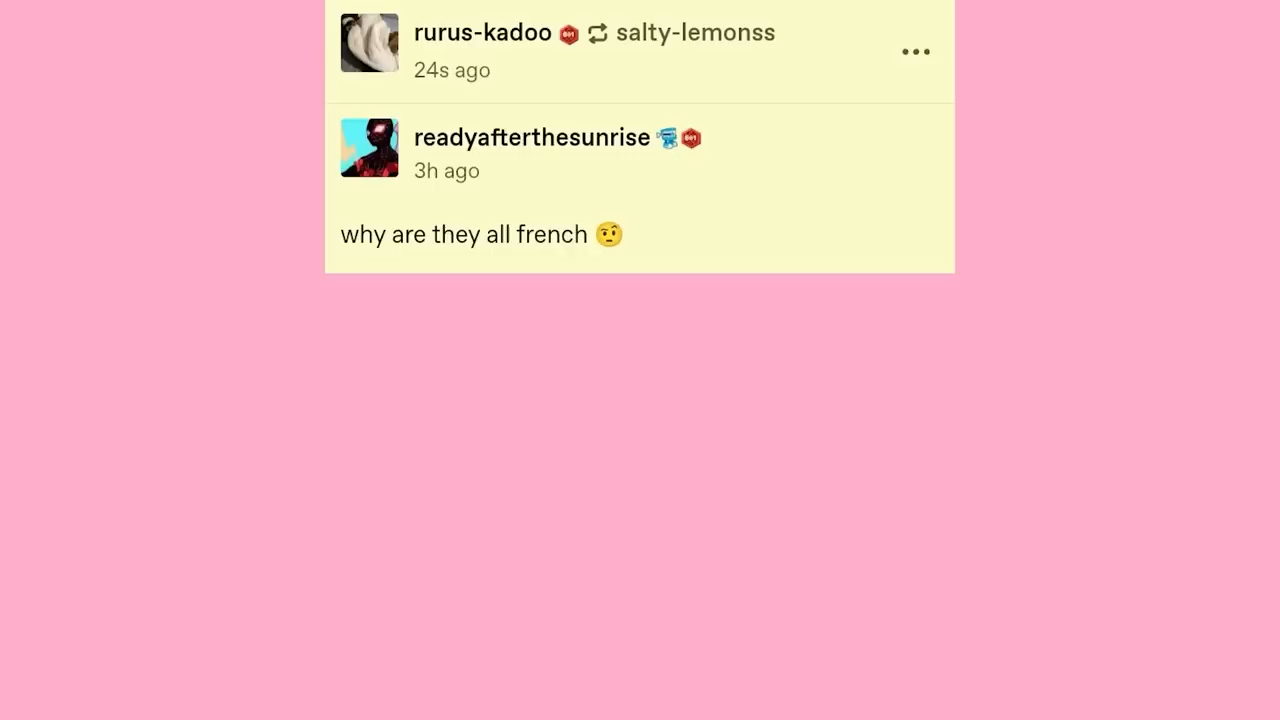 rurus-kadoo salty-lemonss
24s ago
readyafterthesunrise
3h ago
why are they all french 🤨